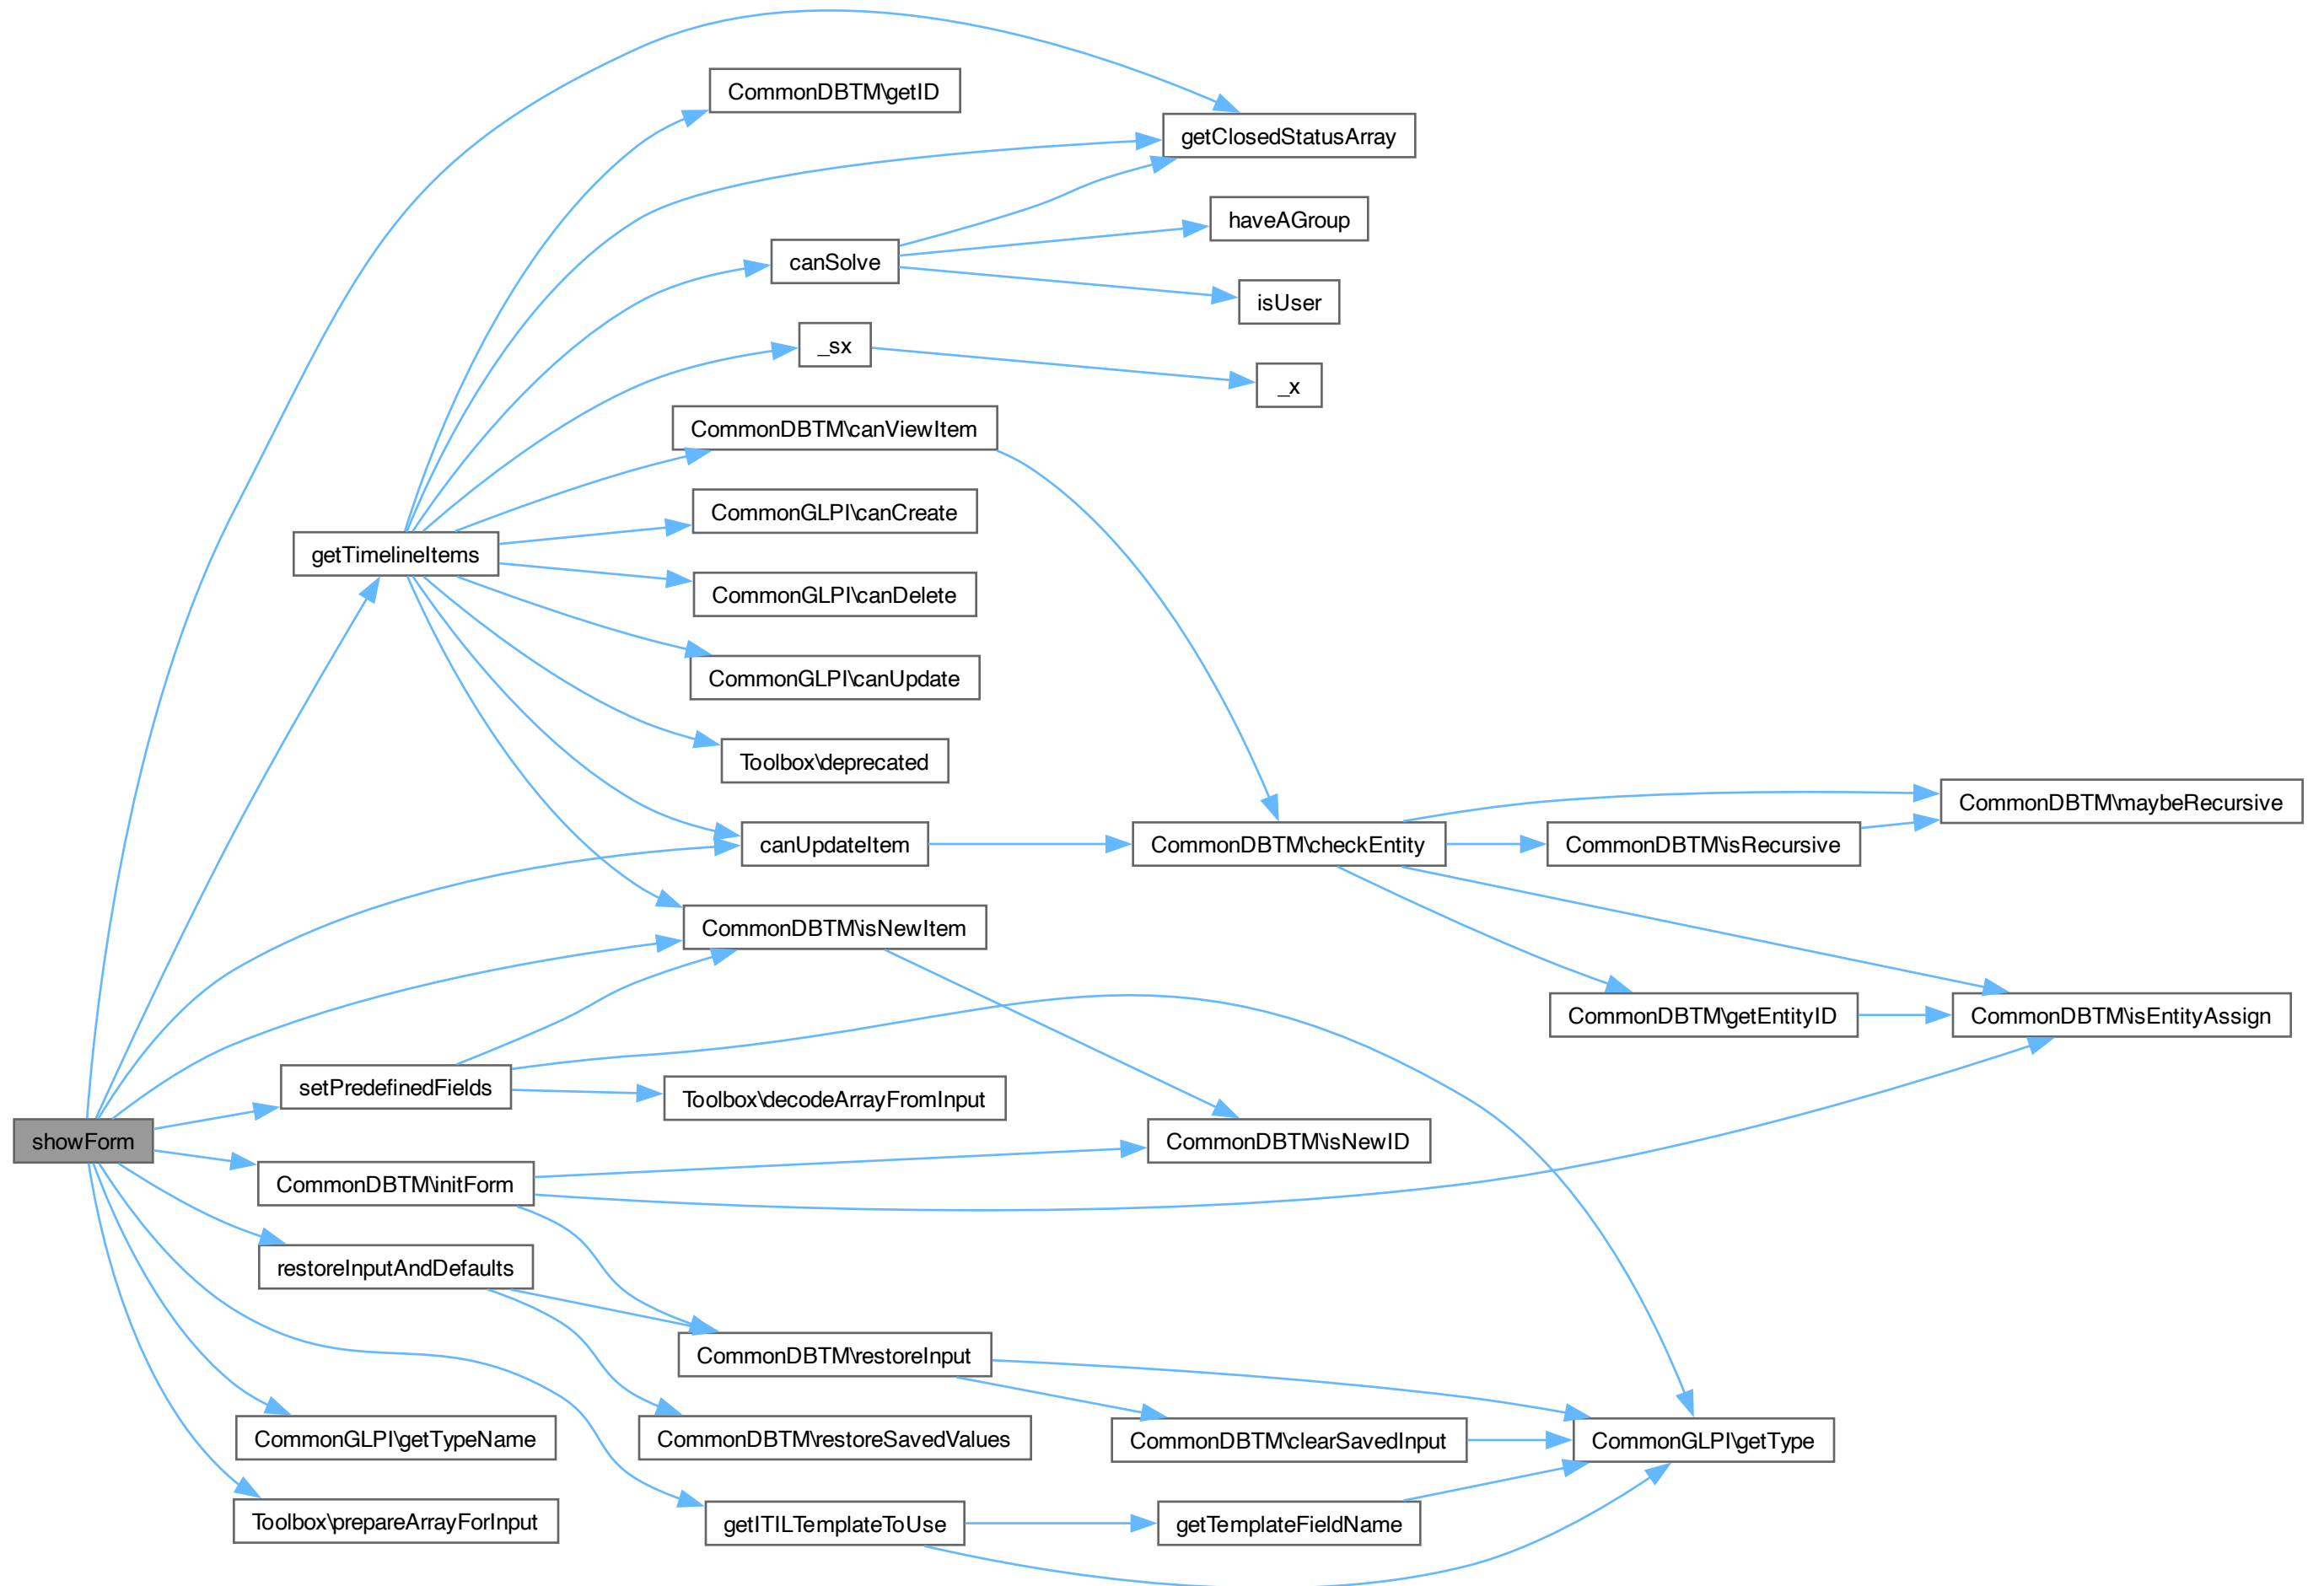 CommonDBTM\getID
getClosedStatusArray
haveAGroup
canSolve
isUser
_sx
_x
CommonDBTM\canViewItem
CommonGLPI\canCreate
getTimelineItems
CommonGLPI\canDelete
CommonGLPI\canUpdate
Toolbox\deprecated
CommonDBTM\maybeRecursive
canUpdateItem
CommonDBTM\checkEntity
CommonDBTM\isRecursive
CommonDBTM\isNewItem
CommonDBTM\getEntityID
CommonDBTM\isEntityAssign
setPredefinedFields
Toolbox\decodeArrayFromInput
showForm
CommonDBTM\isNewID
CommonDBTM\initForm
restoreInputAndDefaults
CommonDBTM\restoreInput
CommonGLPI\getTypeName
CommonDBTM\restoreSavedValues
CommonDBTM\clearSavedInput
CommonGLPI\getType
Toolbox\prepareArrayForInput
getITILTemplateToUse
getTemplateFieldName